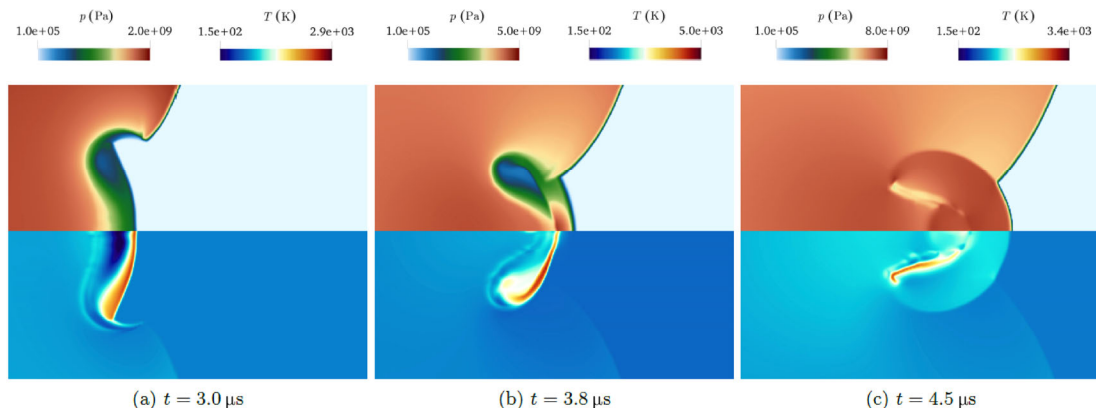 p (Pa) T (K) p (Pa) T (K) p (Pa) T (K)
1.0e+05 2.0e+09 1.5e+02 2.9e+03 1.0e+05 5.0e+09 1.5e+02 5.0e+03 1.0e+05 8.0e+09 1.5e+02 3.4e+03
(a) t = 3.0 μs (b) t = 3.8 μs (c) t = 4.5 μs